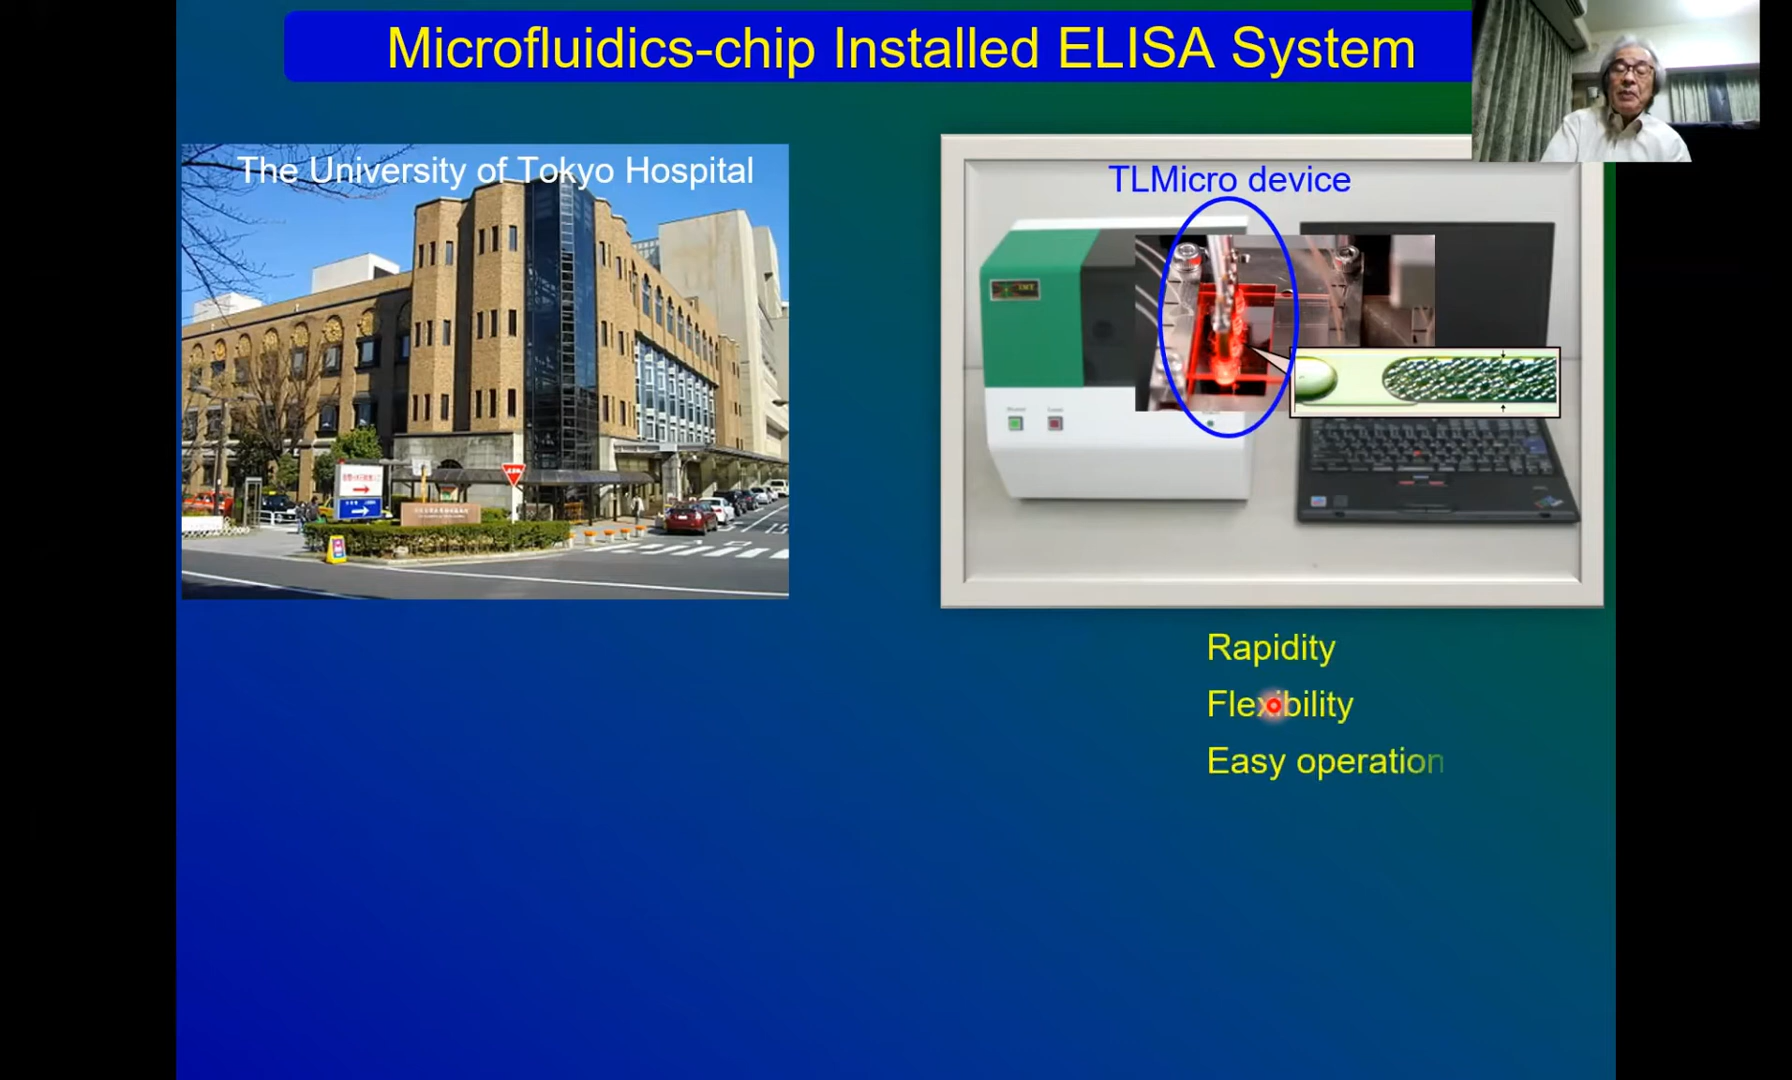 Microfluidics-chip Installed ELISA System
The University of Tokyo Hospital
TLMicro device
Rapidity
Flexibility
Easy operation